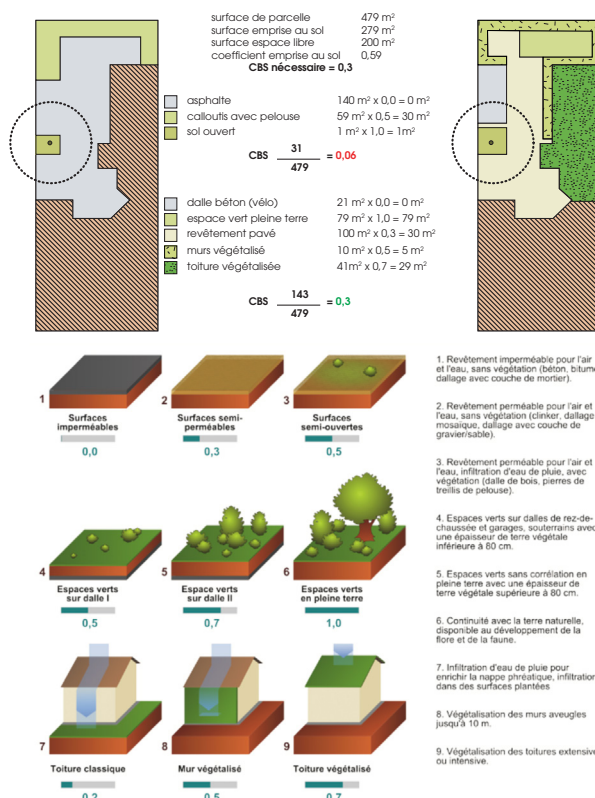 surface de parcelle 479 m²
surface emprise au sol 279 m²
surface espace libre 200 m²
coefficient emprise au sol 0,59
CBS nécessaire = 0,3
asphalte 140 m² x 0,0 = 0 m²
calloutis avec pelouse 59 m² x 0,5 = 30 m²
sol ouvert 1 m² x 1,0 = 1m²
31
CBS = 0,06
479
dalle béton (vélo) 21 m² x 0,0 = 0 m²
espace vert pleine terre 79 m² x 1,0 = 79 m²
revêtement pavé 100 m² x 0,3 = 30 m²
murs végétalisé 10 m² x 0,5 = 5 m²
toiture végétalisée 41m² x 0,7 = 29 m²
143
CBS = 0,3
479
1 2 3
Surfaces imperméables
0,0
Surfaces semi-
perméables
0,3
Surfaces
semi-ouvertes
0,5
4 5 6
Espaces verts
sur dalle I
0,5
Espaces verts
sur dalle II
0,7
Espaces verts
en pleine terre
1,0
7 8 9
Toiture classique
0,2
Mur végétalisé
0,5
Toiture végétalisé
0,7
1. Revêtement imperméable pour l'air
et l'eau, sans végétation (béton, bitume,
dallage avec couche de mortier).
2. Revêtement perméable pour l'air et
l'eau, sans végétation (clinker, dallage
mosaique, dallage avec couche de
gravier/sable).
3. Revêtement perméable pour l'air et
l'eau, infiltration d'eau de pluie, avec
végétation (dalle de bois, pierres de
treillis de pelouse).
4. Espaces verts sur dalles de rez-de-
chaussée et garages, souterrains avec
une épaisseur de terre végétale
inférieure à 80 cm.
5. Espaces verts sans corrélation en
pleine terre avec une épaisseur de
terre végétale supérieure à 80 cm.
6. Continuité avec la terre naturelle,
disponible au développement de la
flore et de la faune.
7. Infiltration d'eau de pluie pour
enrichir la nappe phréatique, infiltration
dans des surfaces plantées
8. Végétalisation des murs aveugles
jusqu'à 10 m.
9. Végétalisation des toitures extensive
ou intensive.